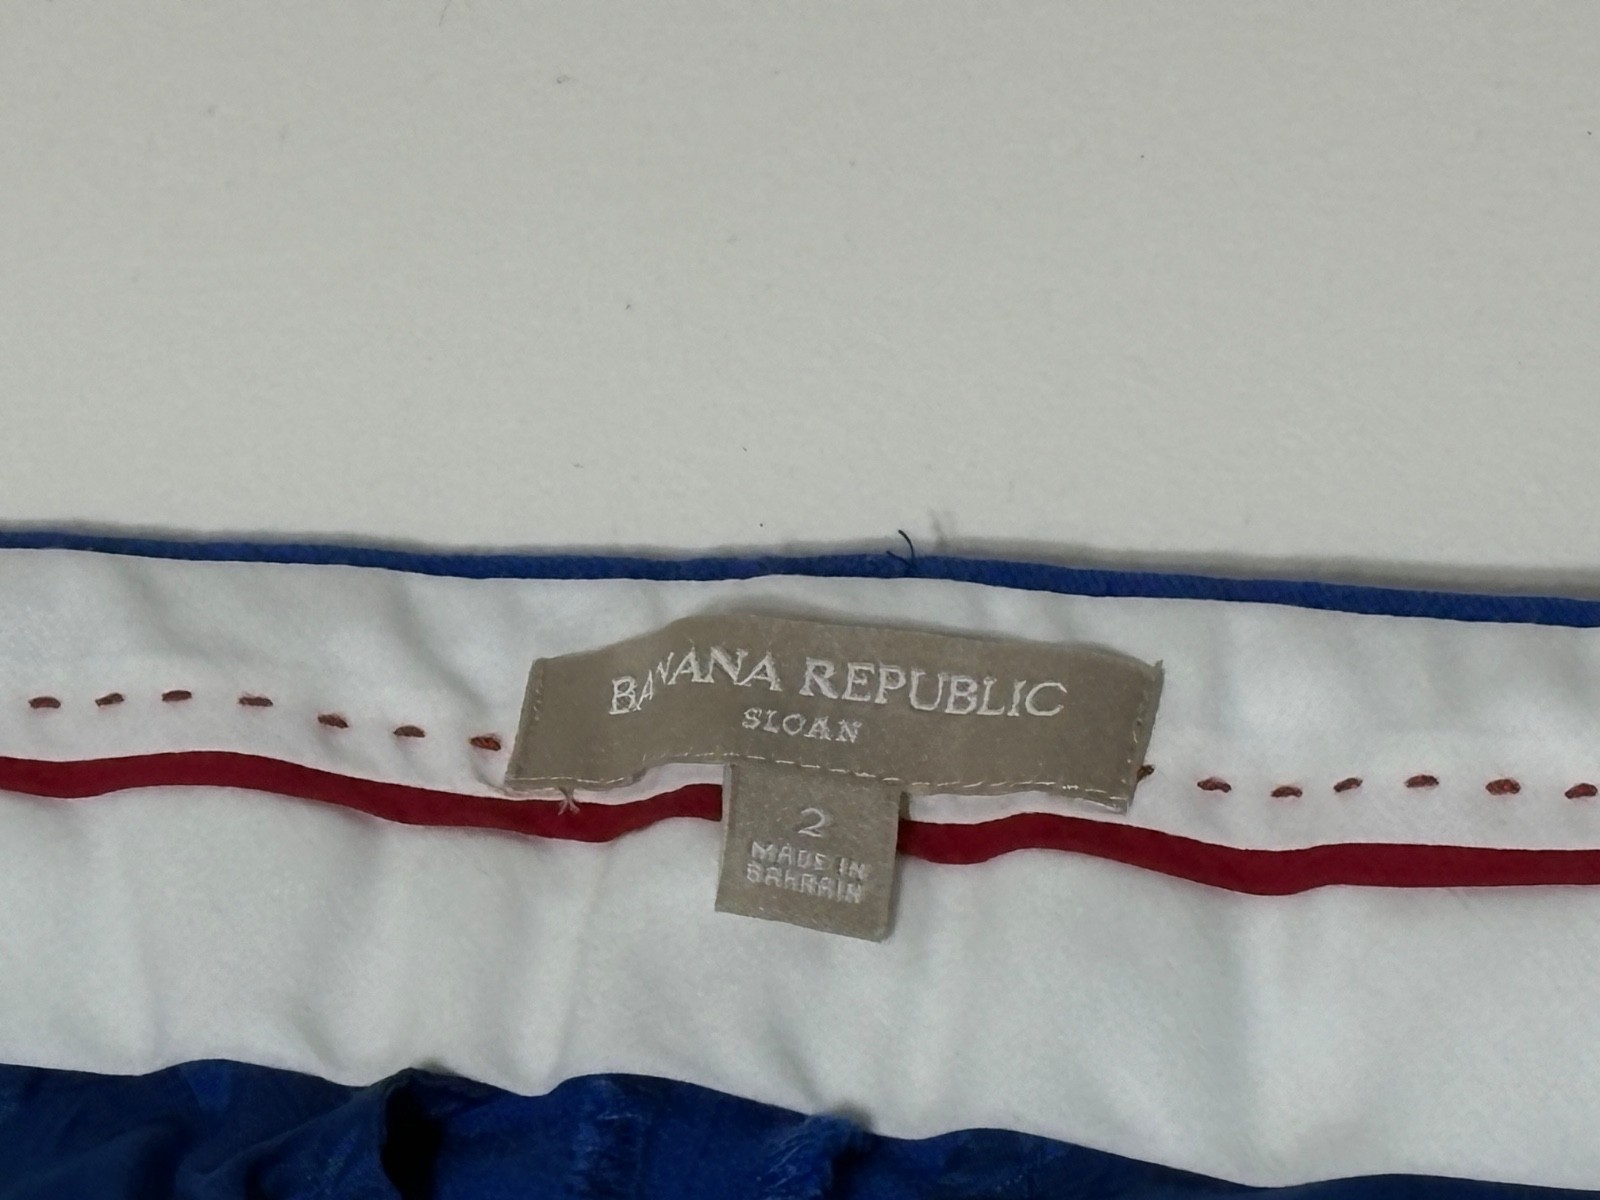 BANANA REPUBLIC
SLOAN
2
MADE IN
BAHRAIN